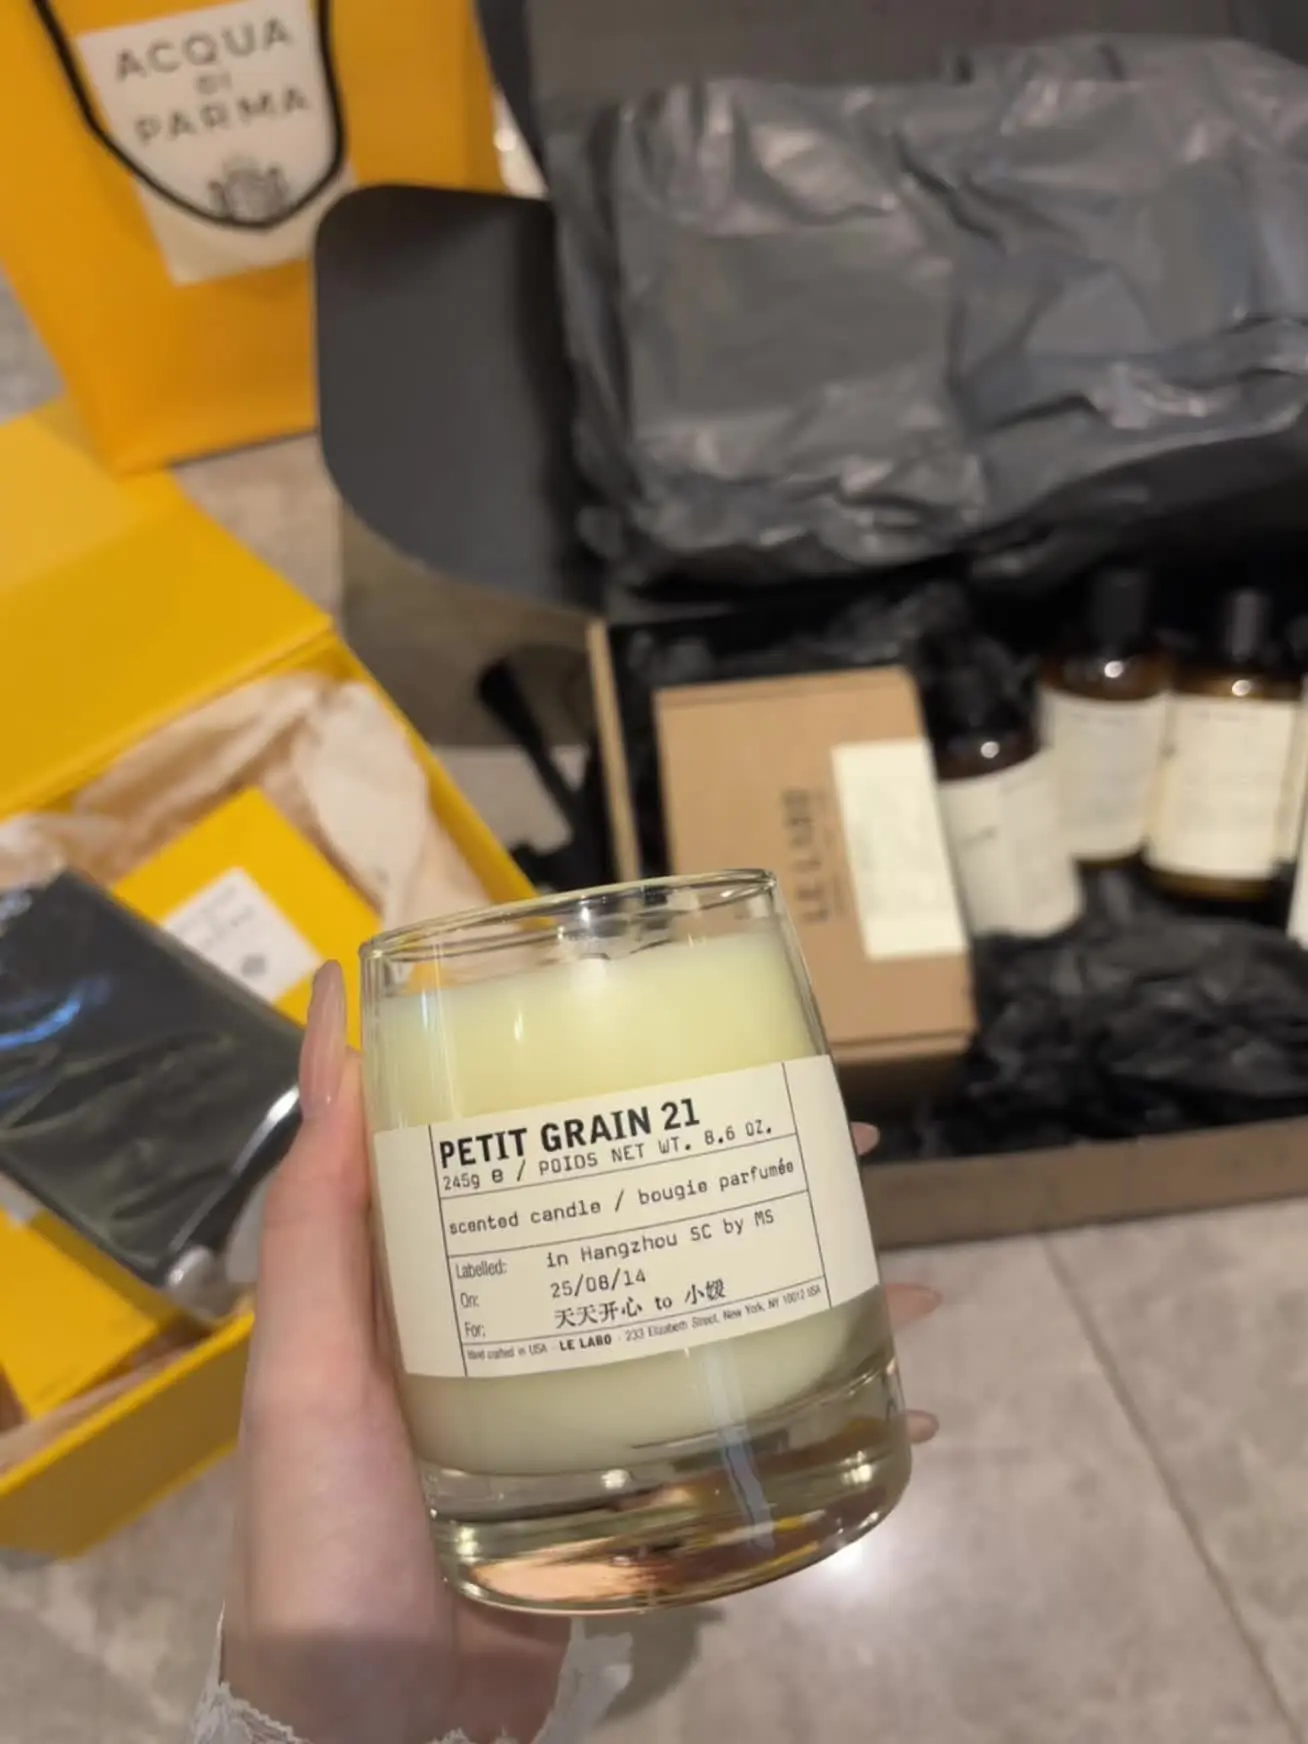 ACQUA
DI
PARMA
LE LABO
PETIT GRAIN 21
245g e / POIDS NET WT. 8.6 OZ.
scented candle / bougie parfumée
Labelled: in Hangzhou SC by MS
On: 25/08/14
For: 天天开心 to 小媛
Hand crafted in USA - LE LABO - 233 Elizabeth Street, New York, NY 10012 USA